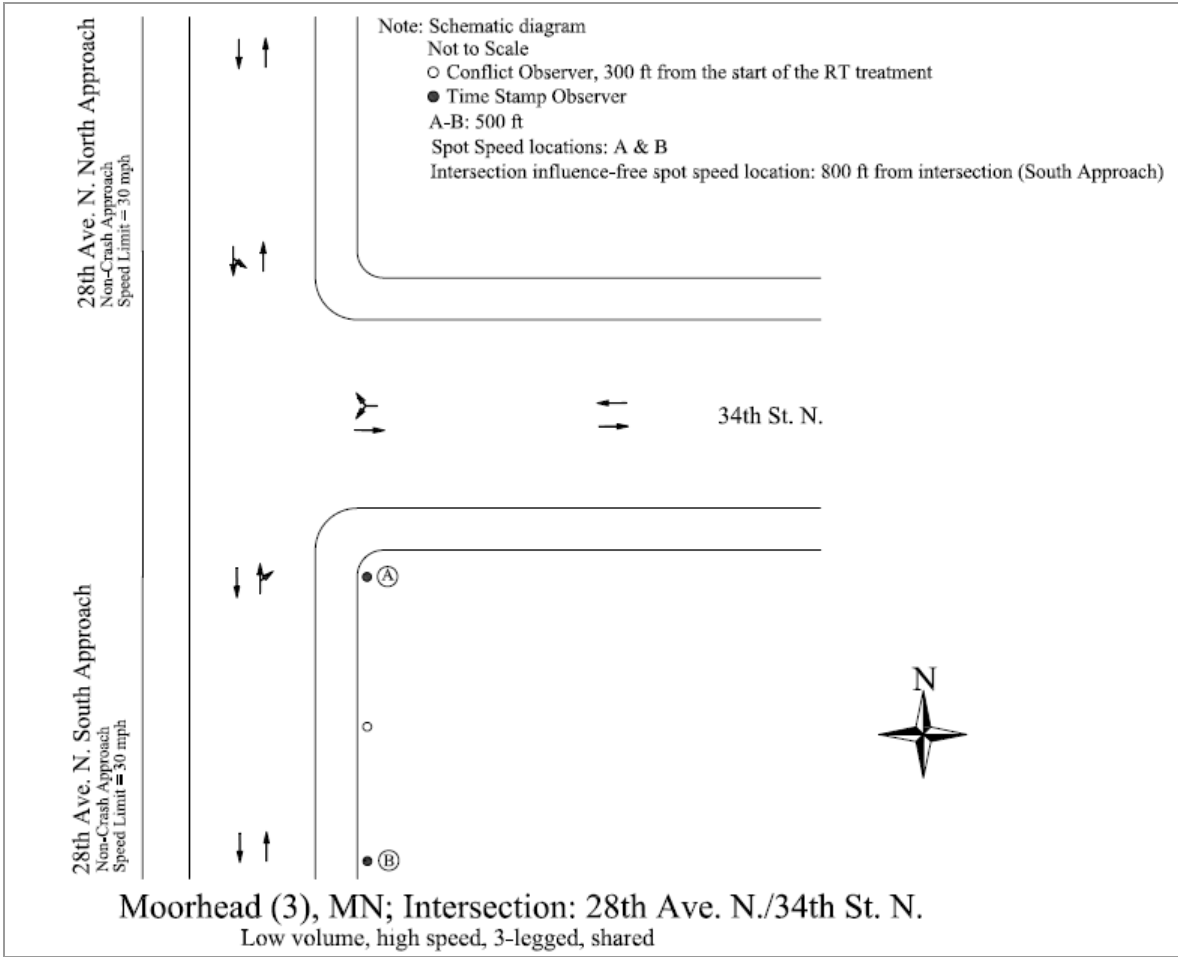 Note: Schematic diagram
Not to Scale
Conflict Observer, 300 ft from the start of the RT treatment
Time Stamp Observer
A-B: 500 ft
Spot Speed locations: A & B
Intersection influence-free spot speed location: 800 ft from intersection (South Approach)
28th Ave. N. North Approach
Non-Crash Approach
Speed Limit = 30 mph
34th St. N.
A
28th Ave. N. South Approach
Non-Crash Approach
Speed Limit = 30 mph
N
B
Moorhead (3), MN; Intersection: 28th Ave. N./34th St. N.
Low volume, high speed, 3-legged, shared